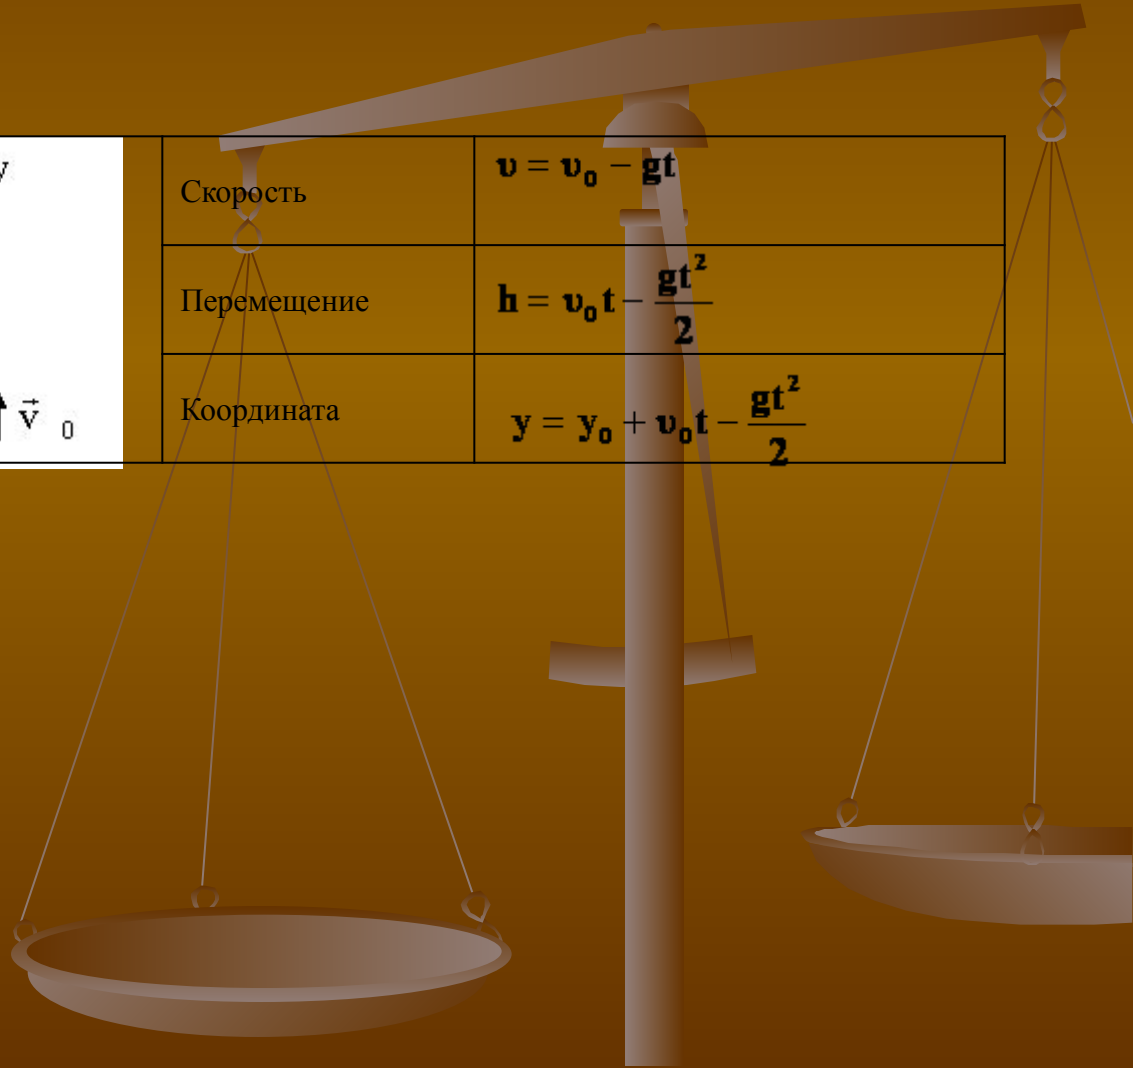 y
v⃗ 0
Скорость
υ = υ₀ − gt
Перемещение
h = υ₀t − gt²/2
Координата
y = y₀ + υ₀t − gt²/2